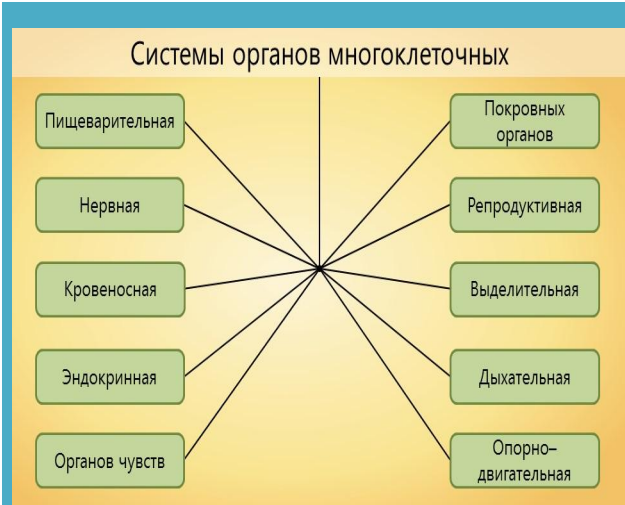 Системы органов многоклеточных
Пищеварительная
Нервная
Кровеносная
Эндокринная
Органов чувств
Покровных
органов
Репродуктивная
Выделительная
Дыхательная
Опорно–
двигательная